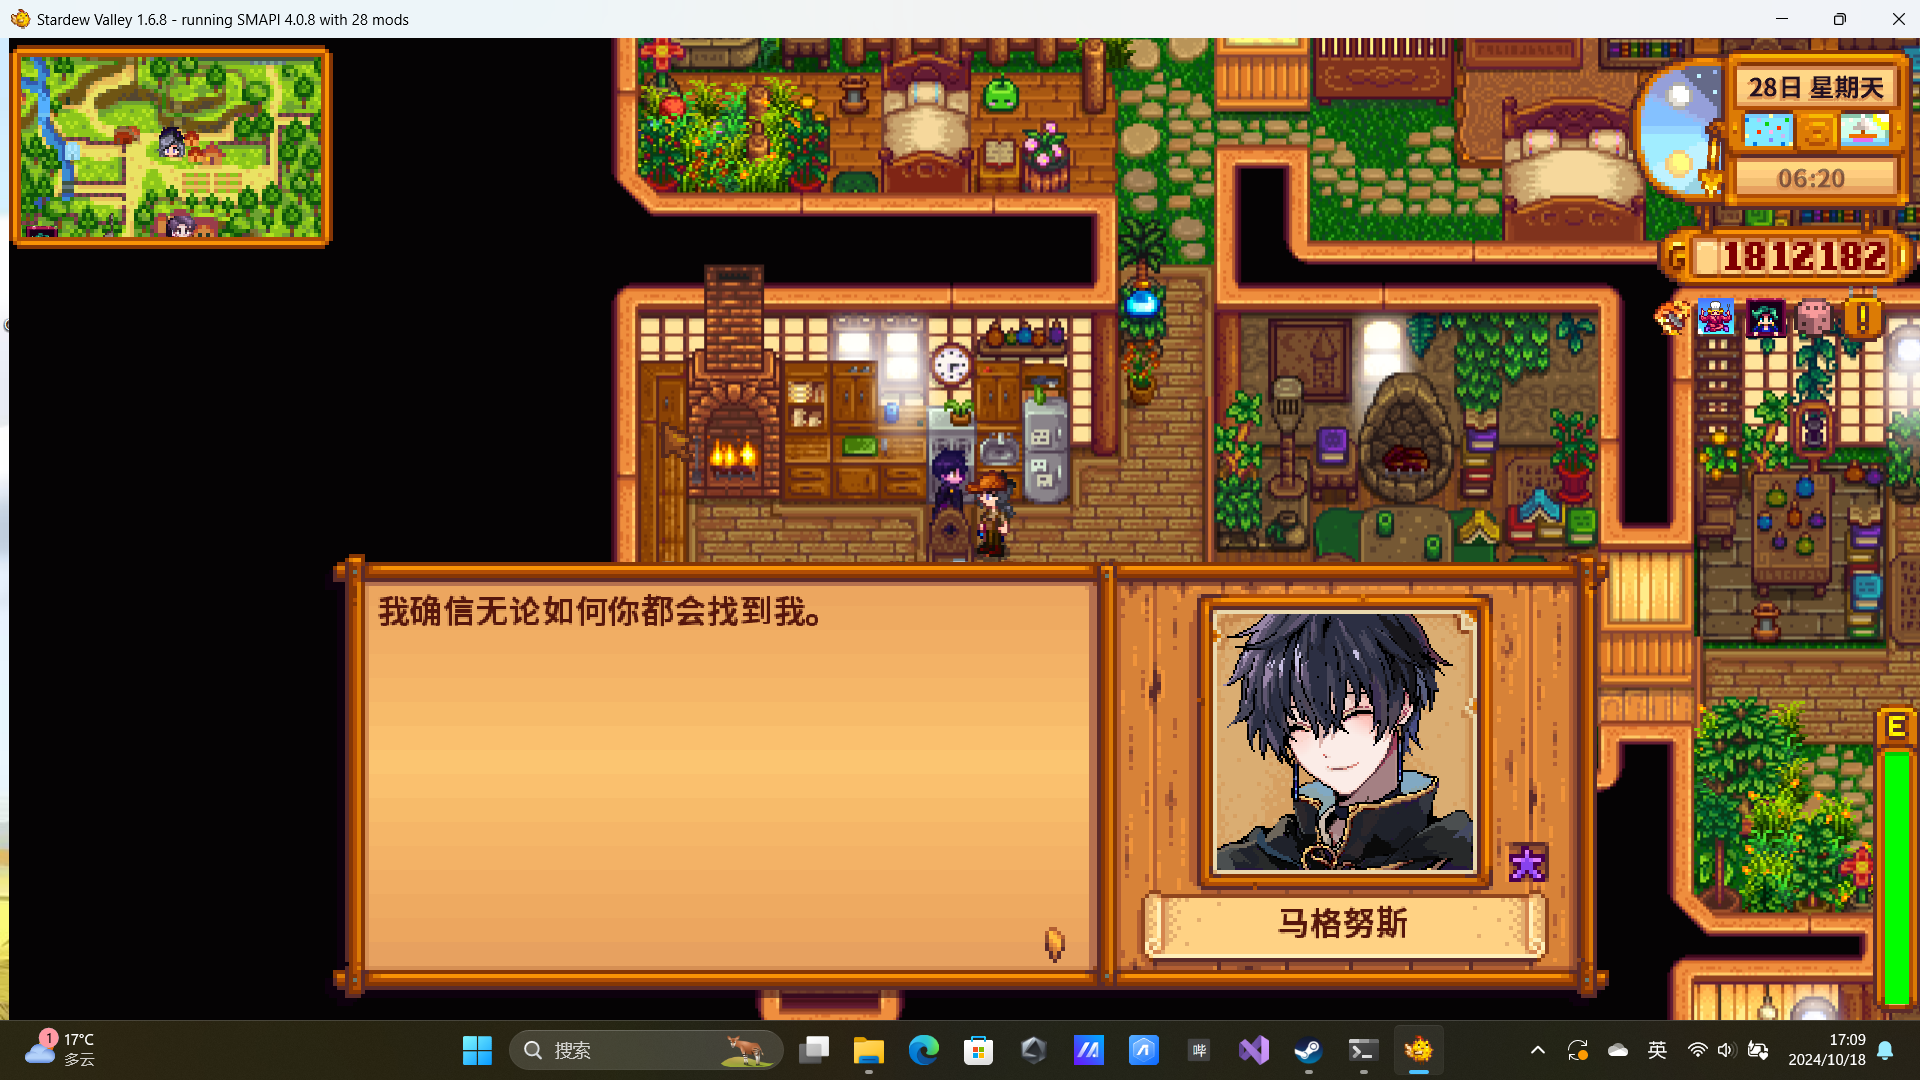 Stardew Valley 1.6.8 - running SMAPI 4.0.8 with 28 mods
28日 星期天
06:20
G 1812182
E
我确信无论如何你都会找到我。
马格努斯
1
17°C
多云
搜索
哔
英
17:09
2024/10/18